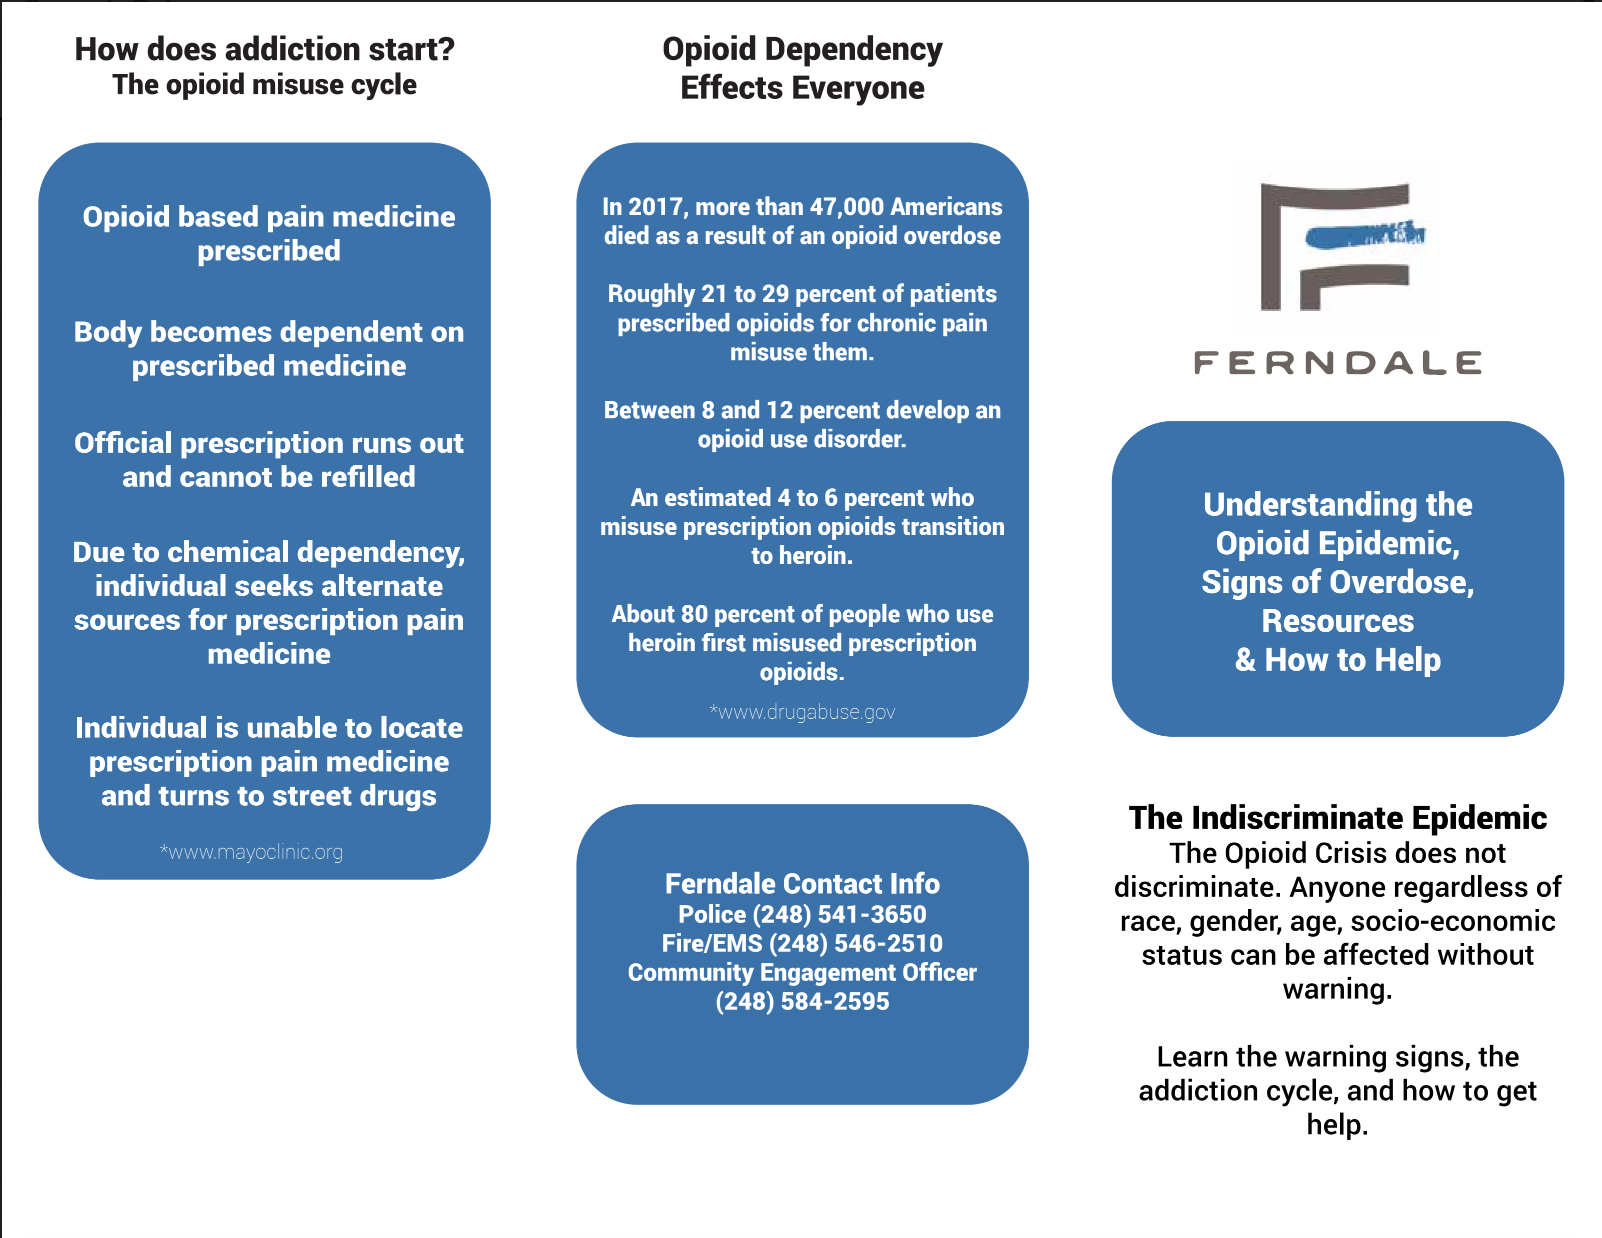 How does addiction start?
The opioid misuse cycle
Opioid based pain medicine
prescribed
Body becomes dependent on
prescribed medicine
Official prescription runs out
and cannot be refilled
Due to chemical dependency,
individual seeks alternate
sources for prescription pain
medicine
Individual is unable to locate
prescription pain medicine
and turns to street drugs
*www.mayoclinic.org
Opioid Dependency
Effects Everyone
In 2017, more than 47,000 Americans
died as a result of an opioid overdose
Roughly 21 to 29 percent of patients
prescribed opioids for chronic pain
misuse them.
Between 8 and 12 percent develop an
opioid use disorder.
An estimated 4 to 6 percent who
misuse prescription opioids transition
to heroin.
About 80 percent of people who use
heroin first misused prescription
opioids.
*www.drugabuse.gov
Ferndale Contact Info
Police (248) 541-3650
Fire/EMS (248) 546-2510
Community Engagement Officer
(248) 584-2595
FERNDALE
Understanding the
Opioid Epidemic,
Signs of Overdose,
Resources
& How to Help
The Indiscriminate Epidemic
The Opioid Crisis does not
discriminate. Anyone regardless of
race, gender, age, socio-economic
status can be affected without
warning.
Learn the warning signs, the
addiction cycle, and how to get
help.